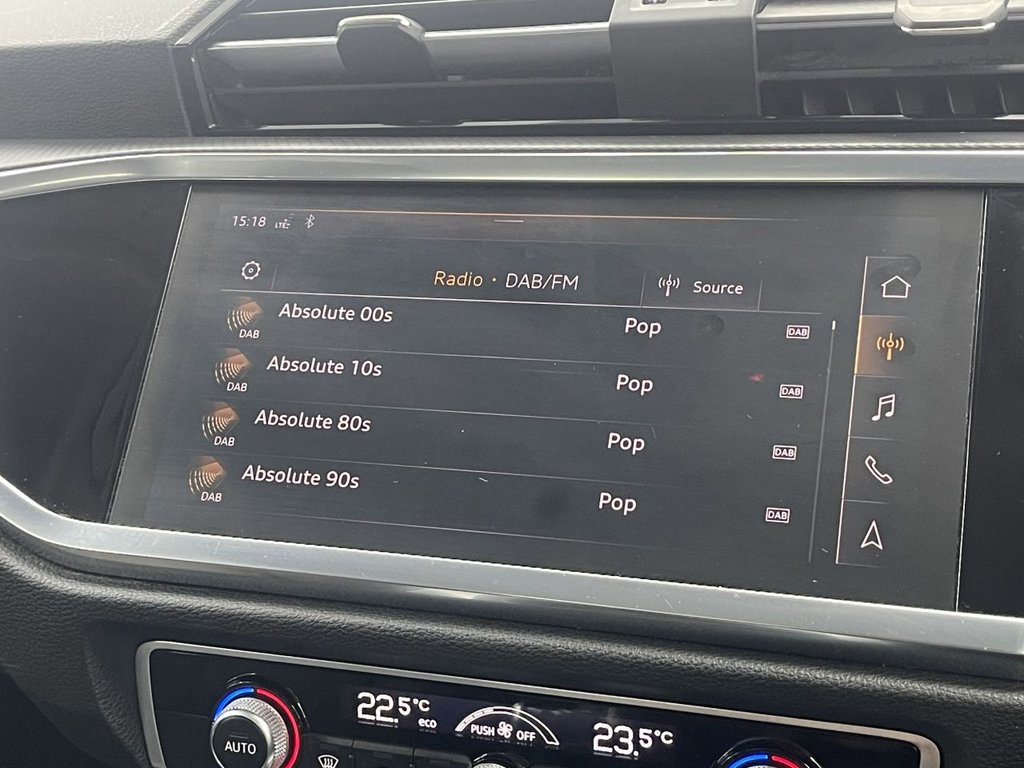 15:18 LTE
Radio · DAB/FM Source
DAB Absolute 00s Pop DAB
DAB Absolute 10s Pop DAB
DAB Absolute 80s Pop DAB
DAB Absolute 90s Pop DAB
22.5°C eco PUSH OFF 23.5°C
AUTO